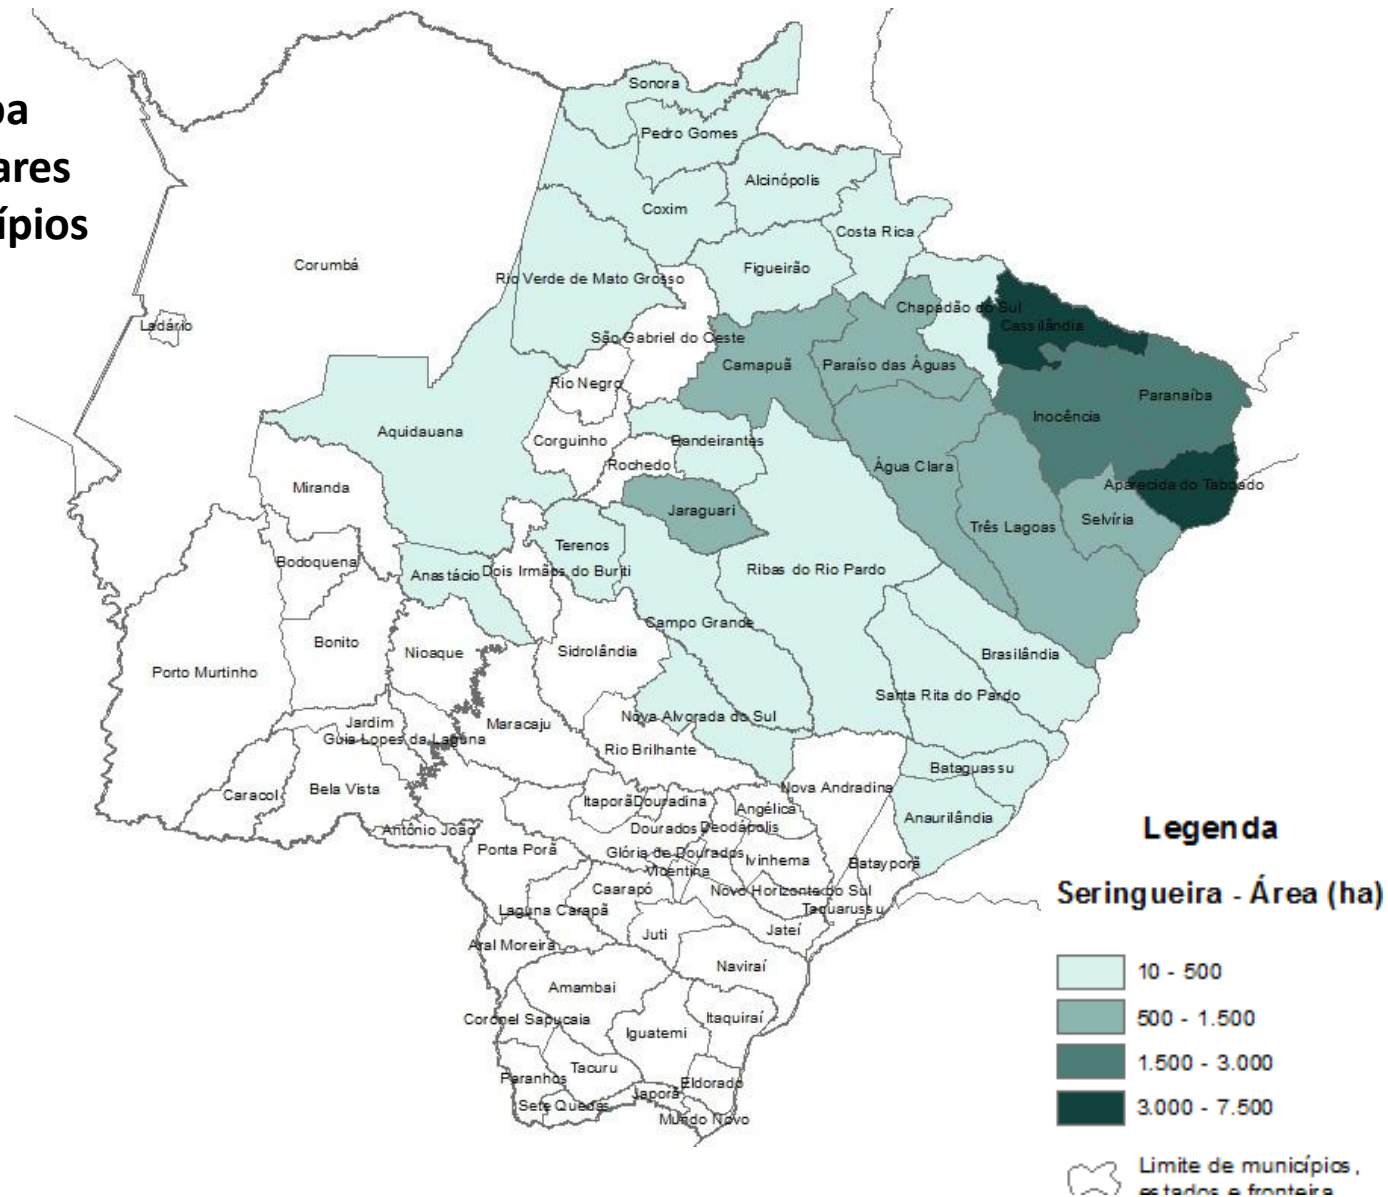 pa
ares
ípios
Sonora
Pedro Gomes
Alcinópolis
Coxim
Costa Rica
Corumbá
Figueirão
Rio Verde de Mato Grosso
Chapadão do Sul
Ladário
Cassilândia
São Gabriel do Oeste
Camapuã
Paraíso das Águas
Rio Negro
Paranaíba
Inocência
Aquidauana
Corguinho
Bandeirantes
Rochedo
Água Clara
Miranda
Aparecida do Taboado
Jaraguari
Selvíria
Três Lagoas
Terenos
Bodoquena
Anastácio
Dois Irmãos do Buriti
Ribas do Rio Pardo
Campo Grande
Bonito
Nioaque
Sidrolândia
Brasilândia
Porto Murtinho
Santa Rita do Pardo
Jardim
Maracaju
Nova Alvorada do Sul
Guia Lopes da Laguna
Rio Brilhante
Bataguassu
Caracol
Bela Vista
Nova Andradina
Itaporã
Douradina
Angélica
Anaurilândia
Antônio João
Dourados
Deodápolis
Ponta Porã
Glória de Dourados
Ivinhema
Batayporã
Vicentina
Caarapó
Novo Horizonte do Sul
Laguna Carapã
Taquarussu
Juti
Jateí
Aral Moreira
Naviraí
Amambai
Coronel Sapucaia
Iguatemi
Itaquiraí
Tacuru
Paranhos
Eldorado
Japorã
Sete Quedas
Mundo Novo
Legenda
Seringueira - Área (ha)
10 - 500
500 - 1.500
1.500 - 3.000
3.000 - 7.500
Limite de municípios,
estados e fronteira